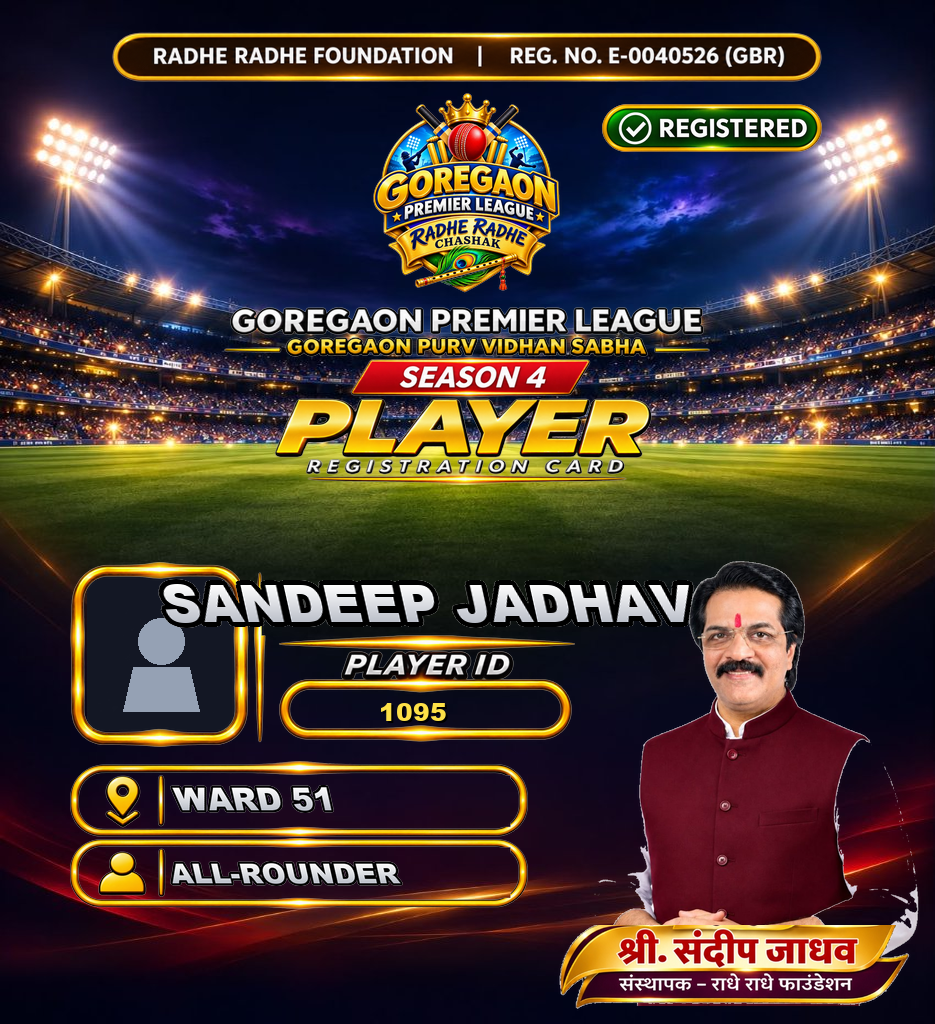 RADHE RADHE FOUNDATION | REG. NO. E-0040526 (GBR)
REGISTERED
GOREGAON
PREMIER LEAGUE
RADHE RADHE
CHASHAK
GOREGAON PREMIER LEAGUE
GOREGAON PURV VIDHAN SABHA
SEASON 4
PLAYER
REGISTRATION CARD
SANDEEP JADHAV
PLAYER ID
1095
WARD 51
ALL-ROUNDER
श्री. संदीप जाधव
संस्थापक – राधे राधे फाउंडेशन